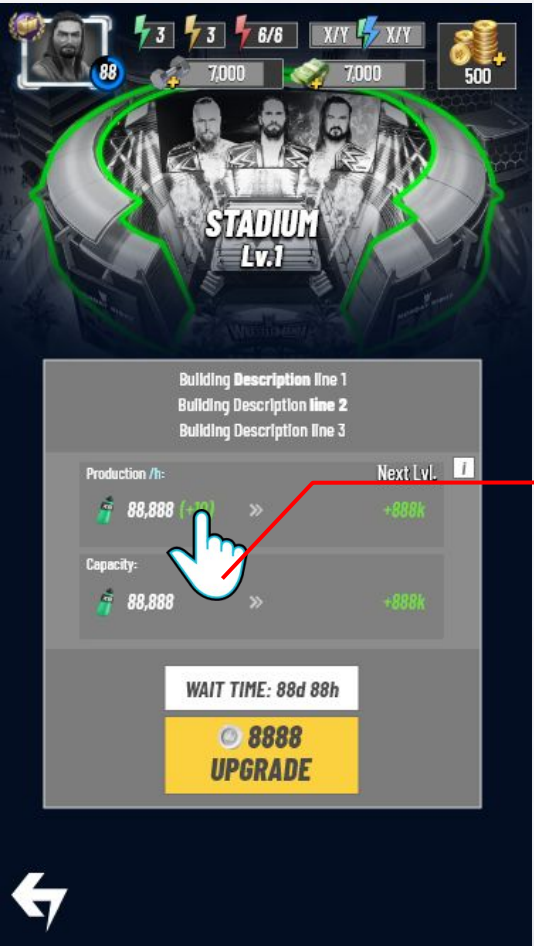 3 3 6/6 X/Y X/Y
88 7,000 7,000 500
STADIUM
Lv.1
WRESTLEMANIA
Building Description line 1
Building Description line 2
Building Description line 3
Production /h: Next Lvl. i
88,888 (+10) » +888k
Capacity:
88,888 » +888k
WAIT TIME: 88d 88h
8888
UPGRADE